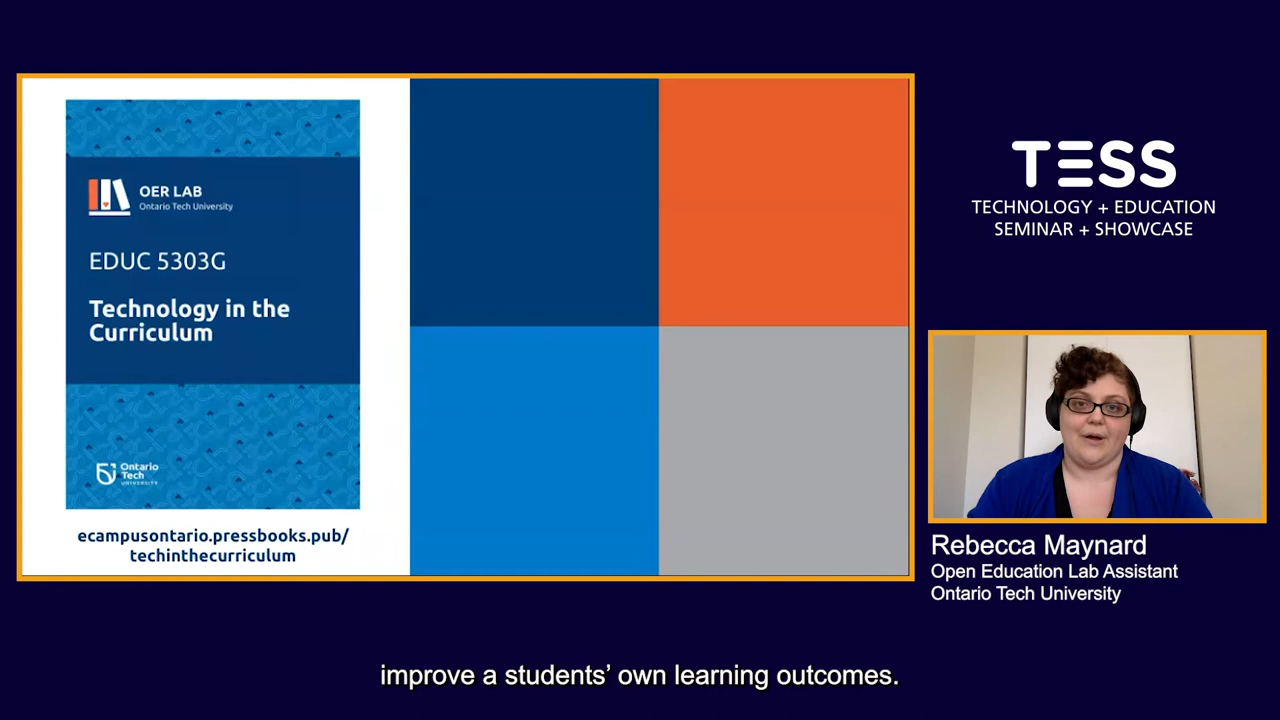 OER LAB
Ontario Tech University
EDUC 5303G
Technology in the
Curriculum
Ontario
Tech
UNIVERSITY
ecampusontario.pressbooks.pub/
techinthecurriculum
TESS
TECHNOLOGY + EDUCATION
SEMINAR + SHOWCASE
Rebecca Maynard
Open Education Lab Assistant
Ontario Tech University
improve a students’ own learning outcomes.